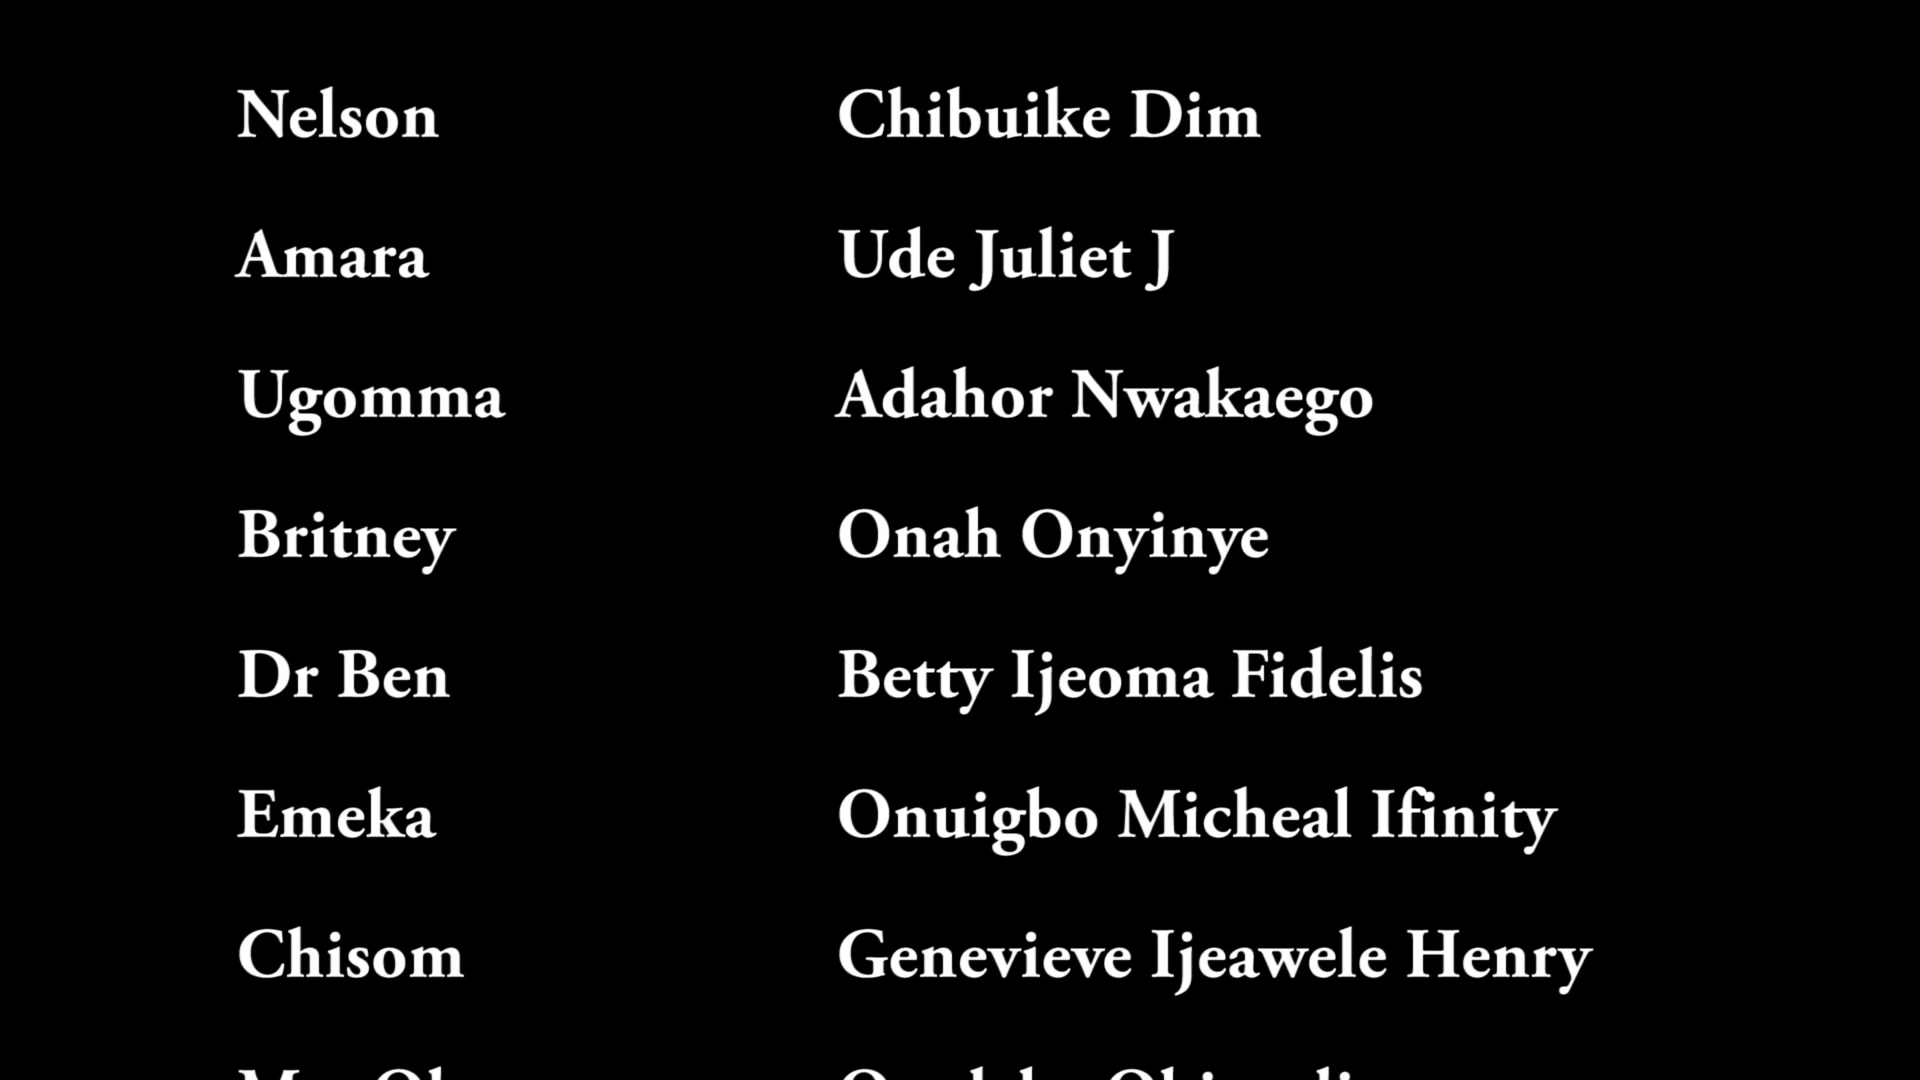 Nelson Chibuike Dim
Amara Ude Juliet J
Ugomma Adahor Nwakaego
Britney Onah Onyinye
Dr Ben Betty Ijeoma Fidelis
Emeka Onuigbo Micheal Ifinity
Chisom Genevieve Ijeawele Henry